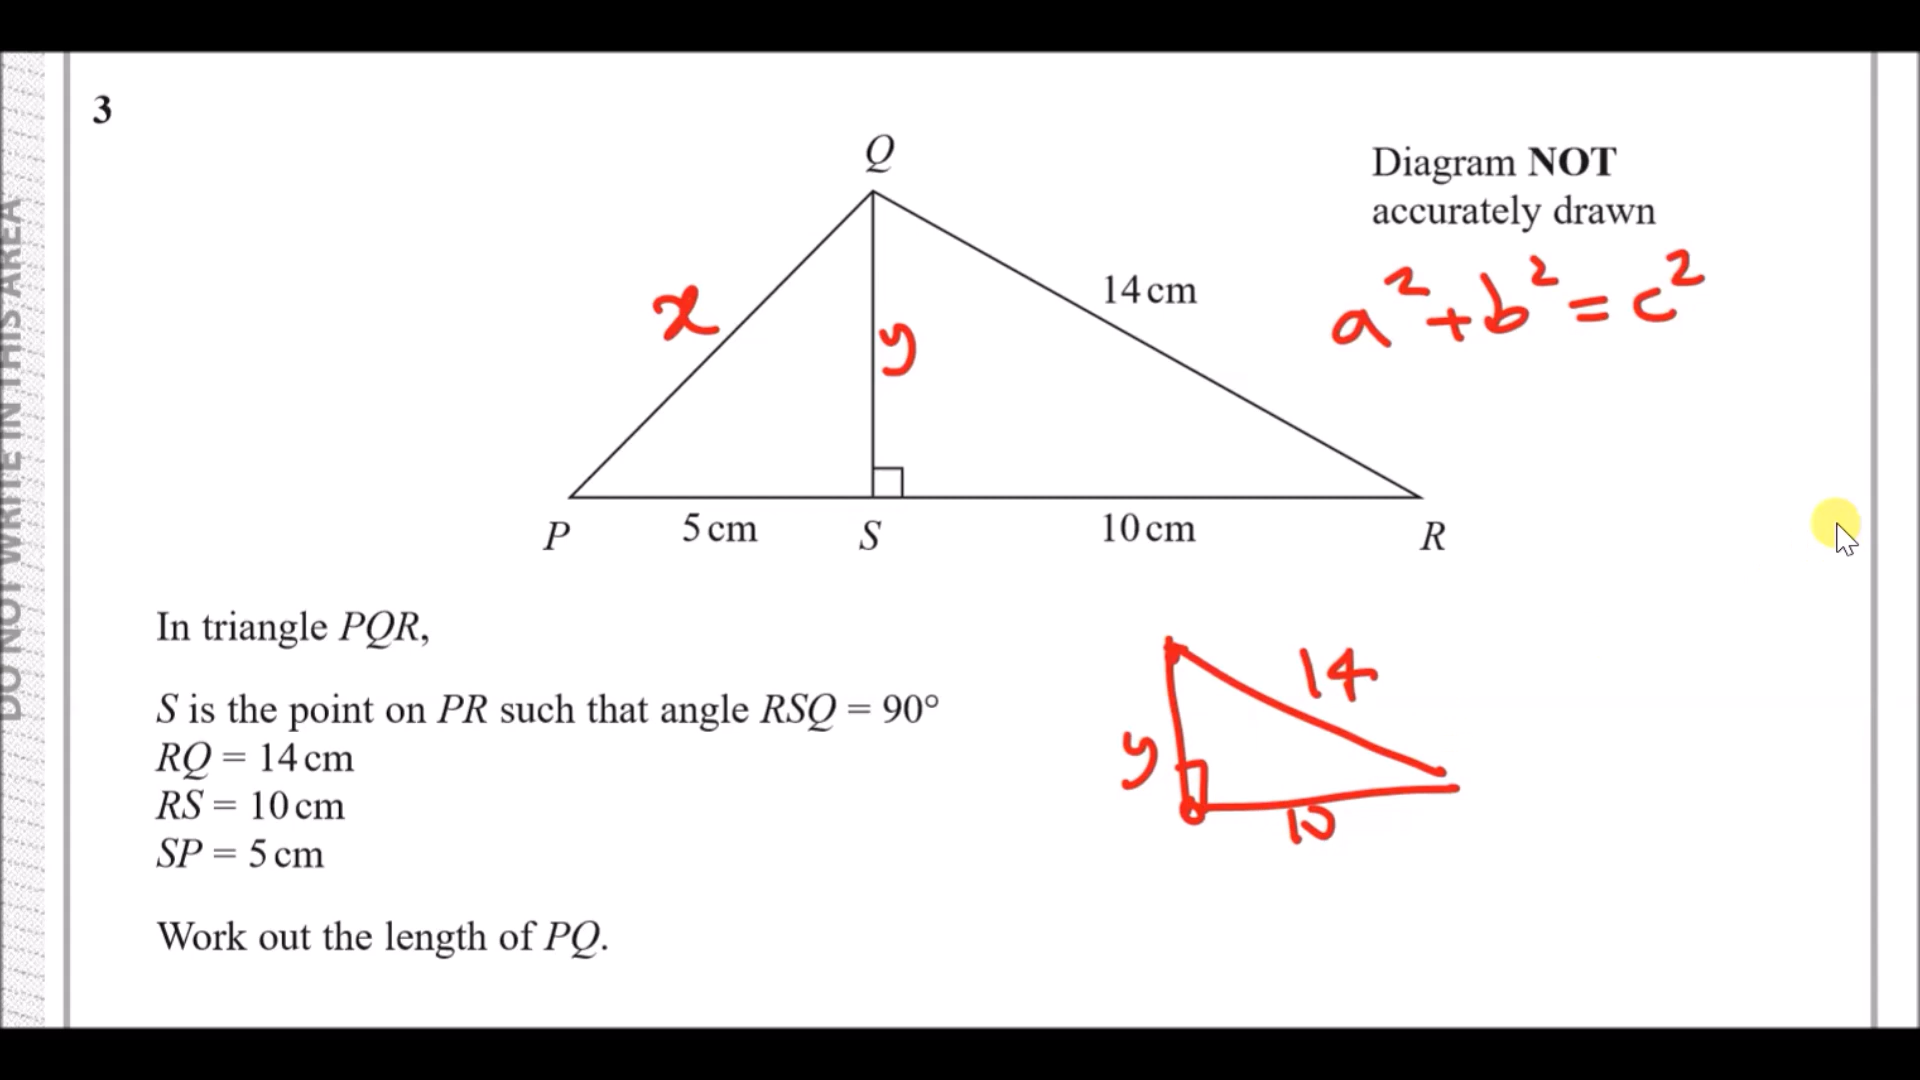 3
Q
Diagram NOT
accurately drawn
14 cm
x
y
a² + b² = c²
P
5 cm
S
10 cm
R
In triangle PQR,
S is the point on PR such that angle RSQ = 90°
RQ = 14 cm
RS = 10 cm
SP = 5 cm
Work out the length of PQ.
14
y
10
DO NOT WRITE IN THIS AREA